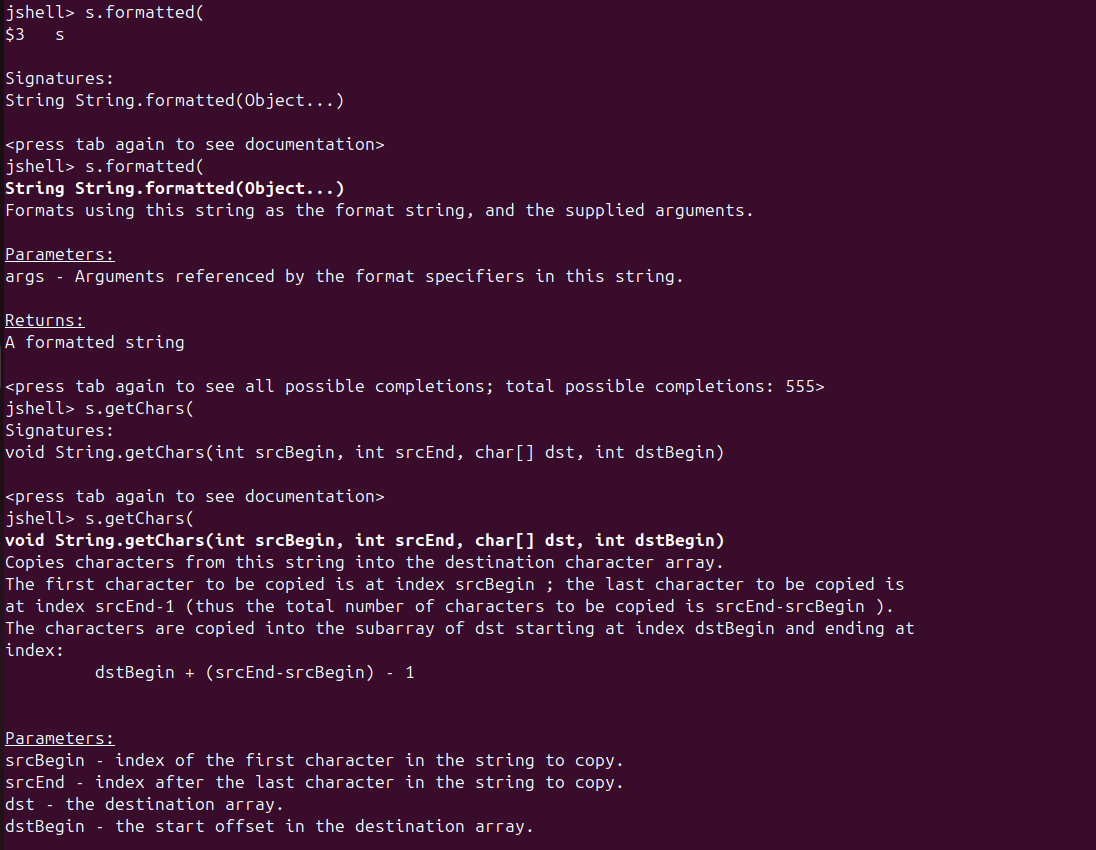 jshell> s.formatted(
$3   s
Signatures:
String String.formatted(Object...)
<press tab again to see documentation>
jshell> s.formatted(
String String.formatted(Object...)
Formats using this string as the format string, and the supplied arguments.
Parameters:
args - Arguments referenced by the format specifiers in this string.
Returns:
A formatted string
<press tab again to see all possible completions; total possible completions: 555>
jshell> s.getChars(
Signatures:
void String.getChars(int srcBegin, int srcEnd, char[] dst, int dstBegin)
<press tab again to see documentation>
jshell> s.getChars(
void String.getChars(int srcBegin, int srcEnd, char[] dst, int dstBegin)
Copies characters from this string into the destination character array.
The first character to be copied is at index srcBegin ; the last character to be copied is
at index srcEnd-1 (thus the total number of characters to be copied is srcEnd-srcBegin ).
The characters are copied into the subarray of dst starting at index dstBegin and ending at
index:
         dstBegin + (srcEnd-srcBegin) - 1
Parameters:
srcBegin - index of the first character in the string to copy.
srcEnd - index after the last character in the string to copy.
dst - the destination array.
dstBegin - the start offset in the destination array.